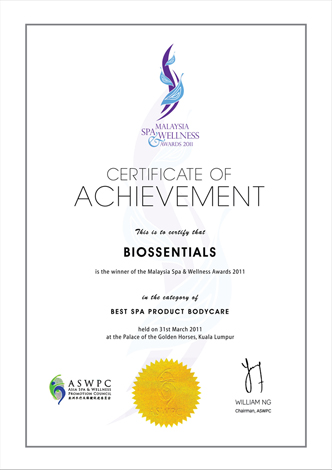 MALAYSIA
SPA WELLNESS
& AWARDS 2011
CERTIFICATE OF
ACHIEVEMENT
This is to certify that
BIOSSENTIALS
is the winner of the Malaysia Spa & Wellness Awards 2011
in the category of
BEST SPA PRODUCT BODYCARE
held on 31st March 2011
at the Palace of the Golden Horses, Kuala Lumpur
ASWPC
ASIA SPA & WELLNESS
PROMOTION COUNCIL
WILLIAM NG
Chairman, ASWPC